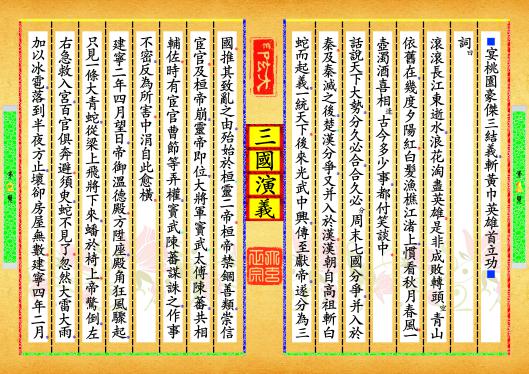 ■宴桃園豪傑三結義斬黃巾英雄首立功■
詞曰
滾滾長江東逝水浪花淘盡英雄是非成敗轉頭空青山
依舊在幾度夕陽紅白髮漁樵江渚上慣看秋月春風一
壺濁酒喜相逢古今多少事都付笑談中
話說天下大勢分久必合合久必分周末七國分爭并入於
秦及秦滅之後楚漢分爭又并入於漢漢朝自高祖斬白
蛇而起義一統天下後來光武中興傳至獻帝遂分為三
三國演義
國推其致亂之由殆始於桓靈二帝桓帝禁錮善類崇信
宦官及桓帝崩靈帝即位大將軍竇武太傅陳蕃共相
輔佐時有宦官曹節等弄權竇武陳蕃謀誅之作事
不密反為所害中涓自此愈橫
建寧二年四月望日帝御溫德殿方陞座殿角狂風驟起
只見一條大青蛇從梁上飛將下來蟠於椅上帝驚倒左
右急救入宮百官俱奔避須臾蛇不見了忽然大雷大雨
加以冰雹落到半夜方止壞卻房屋無數建寧四年二月